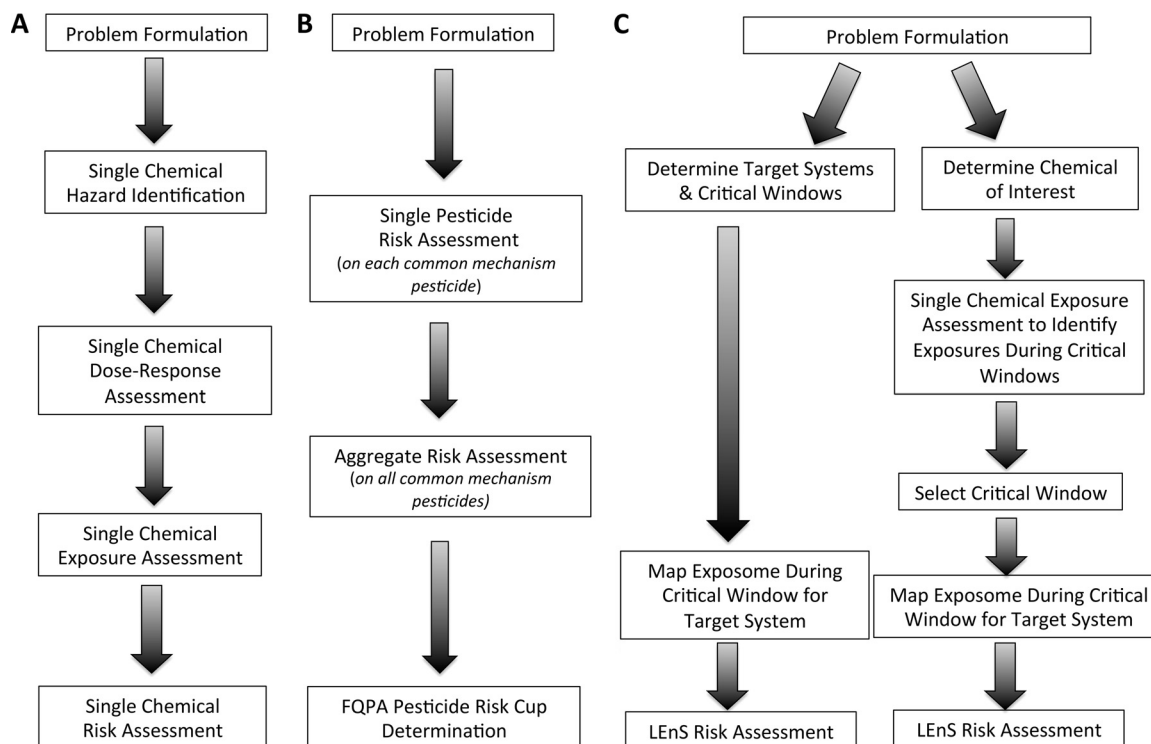 A
Problem Formulation
Single Chemical
Hazard Identification
Single Chemical
Dose-Response
Assessment
Single Chemical
Exposure Assessment
Single Chemical
Risk Assessment
B
Problem Formulation
Single Pesticide
Risk Assessment
(on each common mechanism
pesticide)
Aggregate Risk Assessment
(on all common mechanism
pesticides)
FQPA Pesticide Risk Cup
Determination
C
Problem Formulation
Determine Target Systems
& Critical Windows
Map Exposome During
Critical Window for
Target System
LEnS Risk Assessment
Determine Chemical
of Interest
Single Chemical Exposure
Assessment to Identify
Exposures During Critical
Windows
Select Critical Window
Map Exposome During Critical
Window for Target System
LEnS Risk Assessment